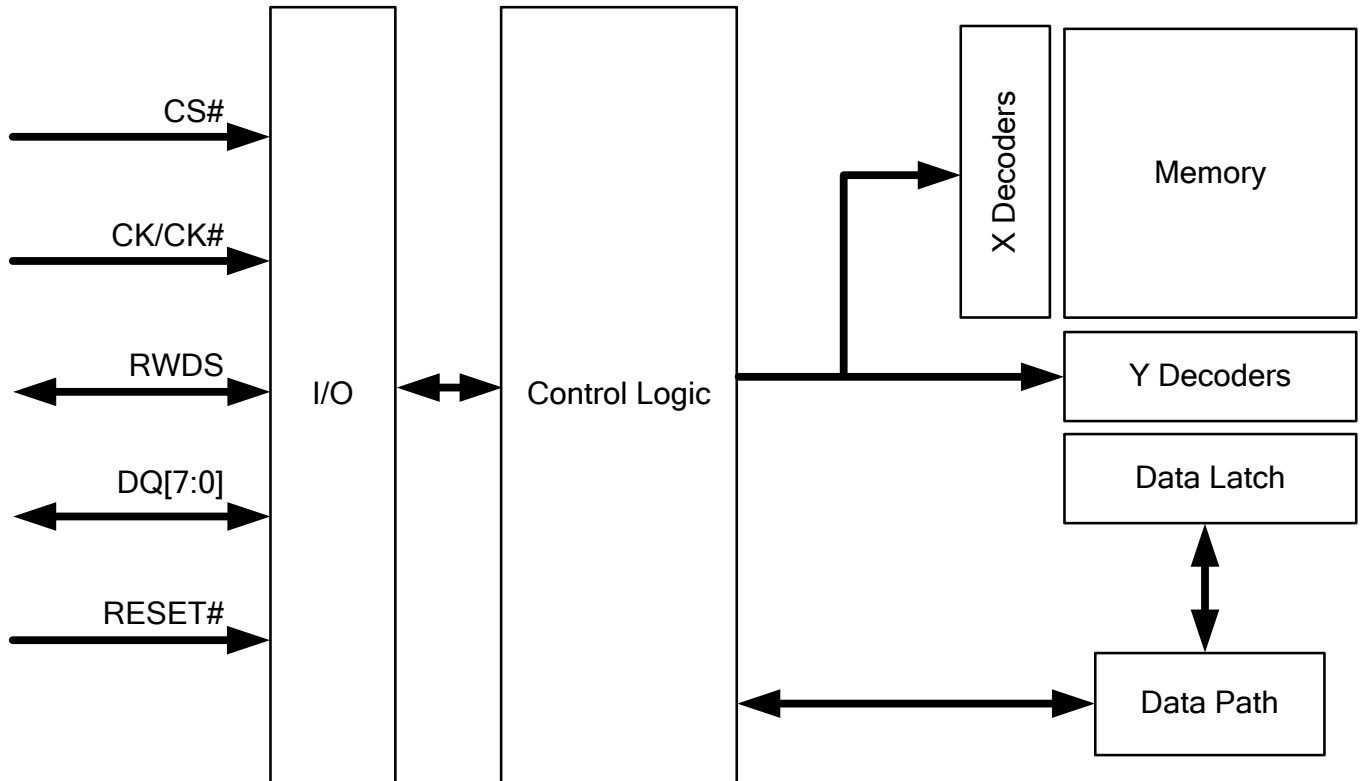 CS#
CK/CK#
RWDS
DQ[7:0]
RESET#
I/O
Control Logic
X Decoders
Memory
Y Decoders
Data Latch
Data Path